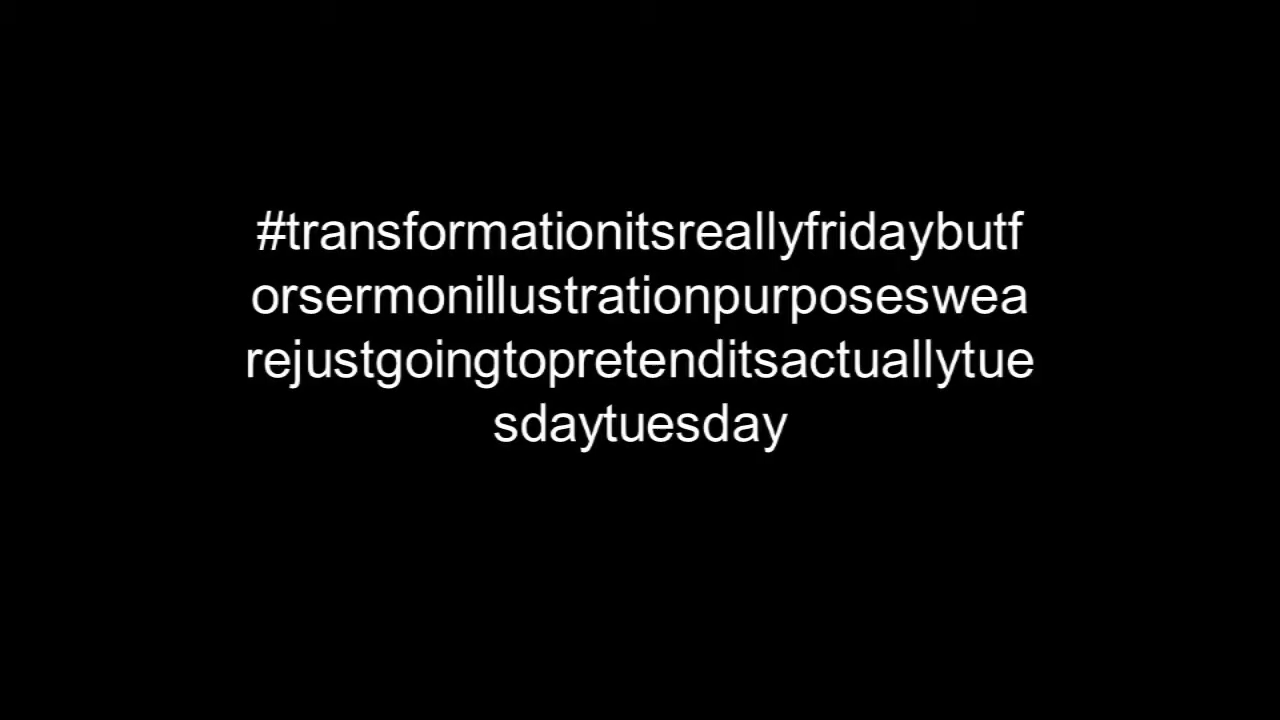 #transformationitsreallyfridaybutf
orsermonillustrationpurposeswea
rejustgoingtopretenditsactuallytue
sdaytuesday